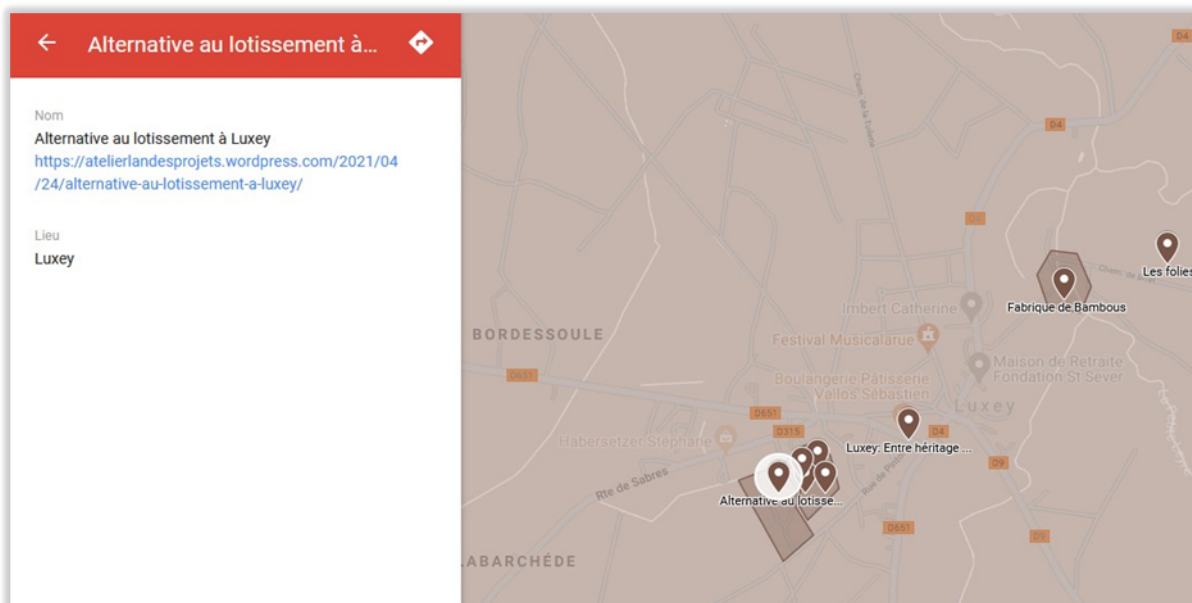 Alternative au lotissement à...
Nom
Alternative au lotissement à Luxey
https://atelierlandesprojets.wordpress.com/2021/04
/24/alternative-au-lotissement-a-luxey/
Lieu
Luxey
D4
D4
D4
Les folies
Fabrique de Bambous
Imbert Catherine
BORDESSOULE
Festival Musicalarue
Maison de Retraite
Fondation St Sever
D651
Boulangerie Pâtisserie
Vallos Sébastien
Luxey
D651
D315
D4
Habersetzer Stéphane
Luxey: Entre héritage ...
D9
Rte de Sabres
Alternative au lotisse...
D651
D9
LABARCHÉDE